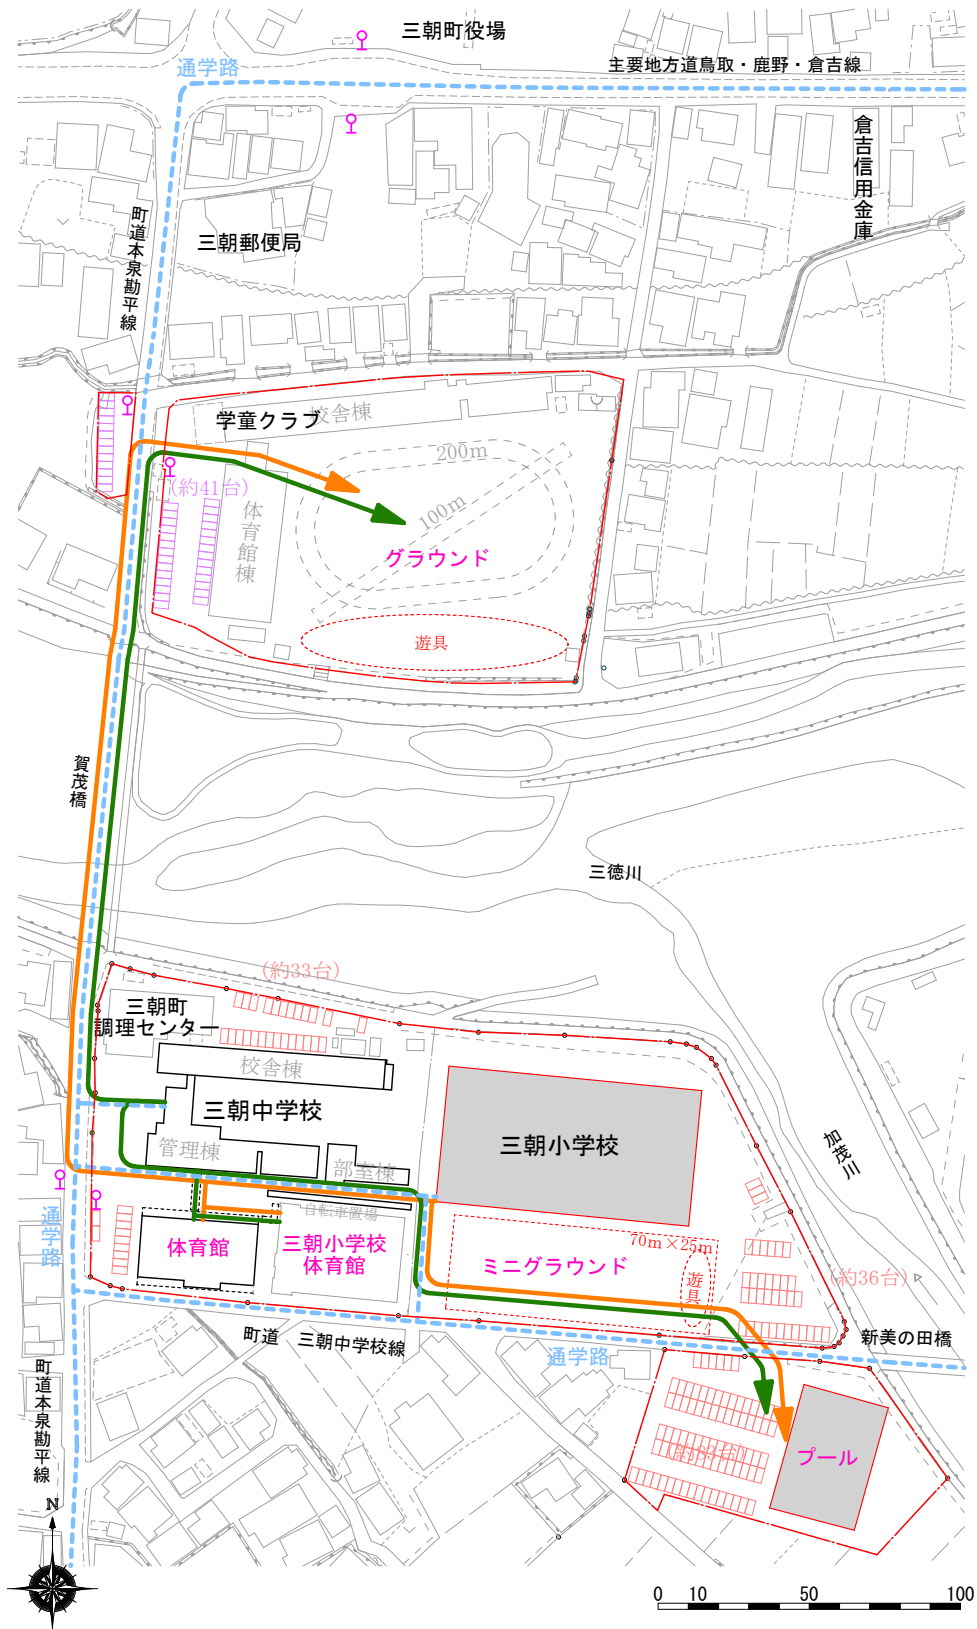 三朝町役場
通学路
主要地方道鳥取・鹿野・倉吉線
倉吉信用金庫
町道本泉勘平線
三朝郵便局
学童クラブ
校舎棟
200m
(約41台)
体育館棟
100m
グラウンド
遊具
賀茂橋
三徳川
(約33台)
三朝町
調理センター
校舎棟
三朝中学校
三朝小学校
管理棟
部室棟
加茂川
自転車置場
通学路
体育館
三朝小学校
体育館
70m×25m
ミニグラウンド
遊具
(約36台)
町道 三朝中学校線
新美の田橋
通学路
町道本泉勘平線
(約83台)
プール
N
0 10 50 100